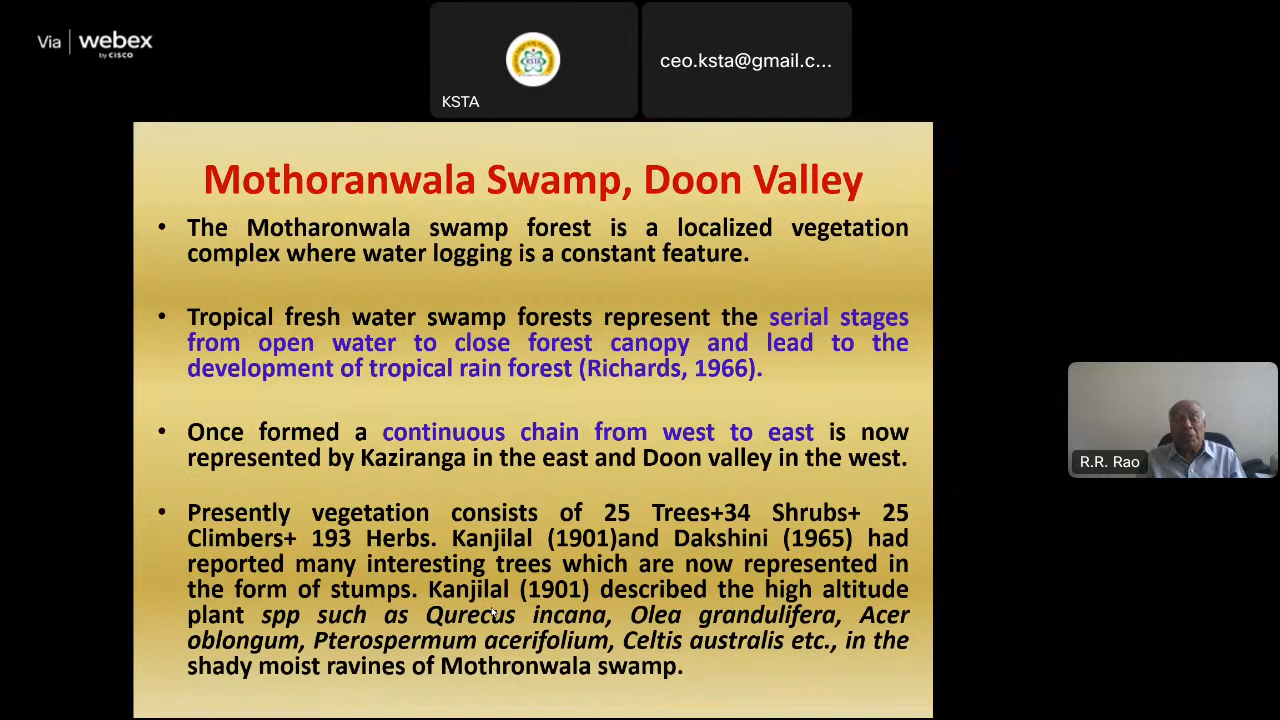 Via webex
by CISCO
KSTA
KSTA
ceo.ksta@gmail.c...
Mothoranwala Swamp, Doon Valley
• The Motharonwala swamp forest is a localized vegetation
complex where water logging is a constant feature.
• Tropical fresh water swamp forests represent the serial stages
from open water to close forest canopy and lead to the
development of tropical rain forest (Richards, 1966).
• Once formed a continuous chain from west to east is now
represented by Kaziranga in the east and Doon valley in the west.
• Presently vegetation consists of 25 Trees+34 Shrubs+ 25
Climbers+ 193 Herbs. Kanjilal (1901)and Dakshini (1965) had
reported many interesting trees which are now represented in
the form of stumps. Kanjilal (1901) described the high altitude
plant spp such as Qurecus incana, Olea grandulifera, Acer
oblongum, Pterospermum acerifolium, Celtis australis etc., in the
shady moist ravines of Mothronwala swamp.
R.R. Rao